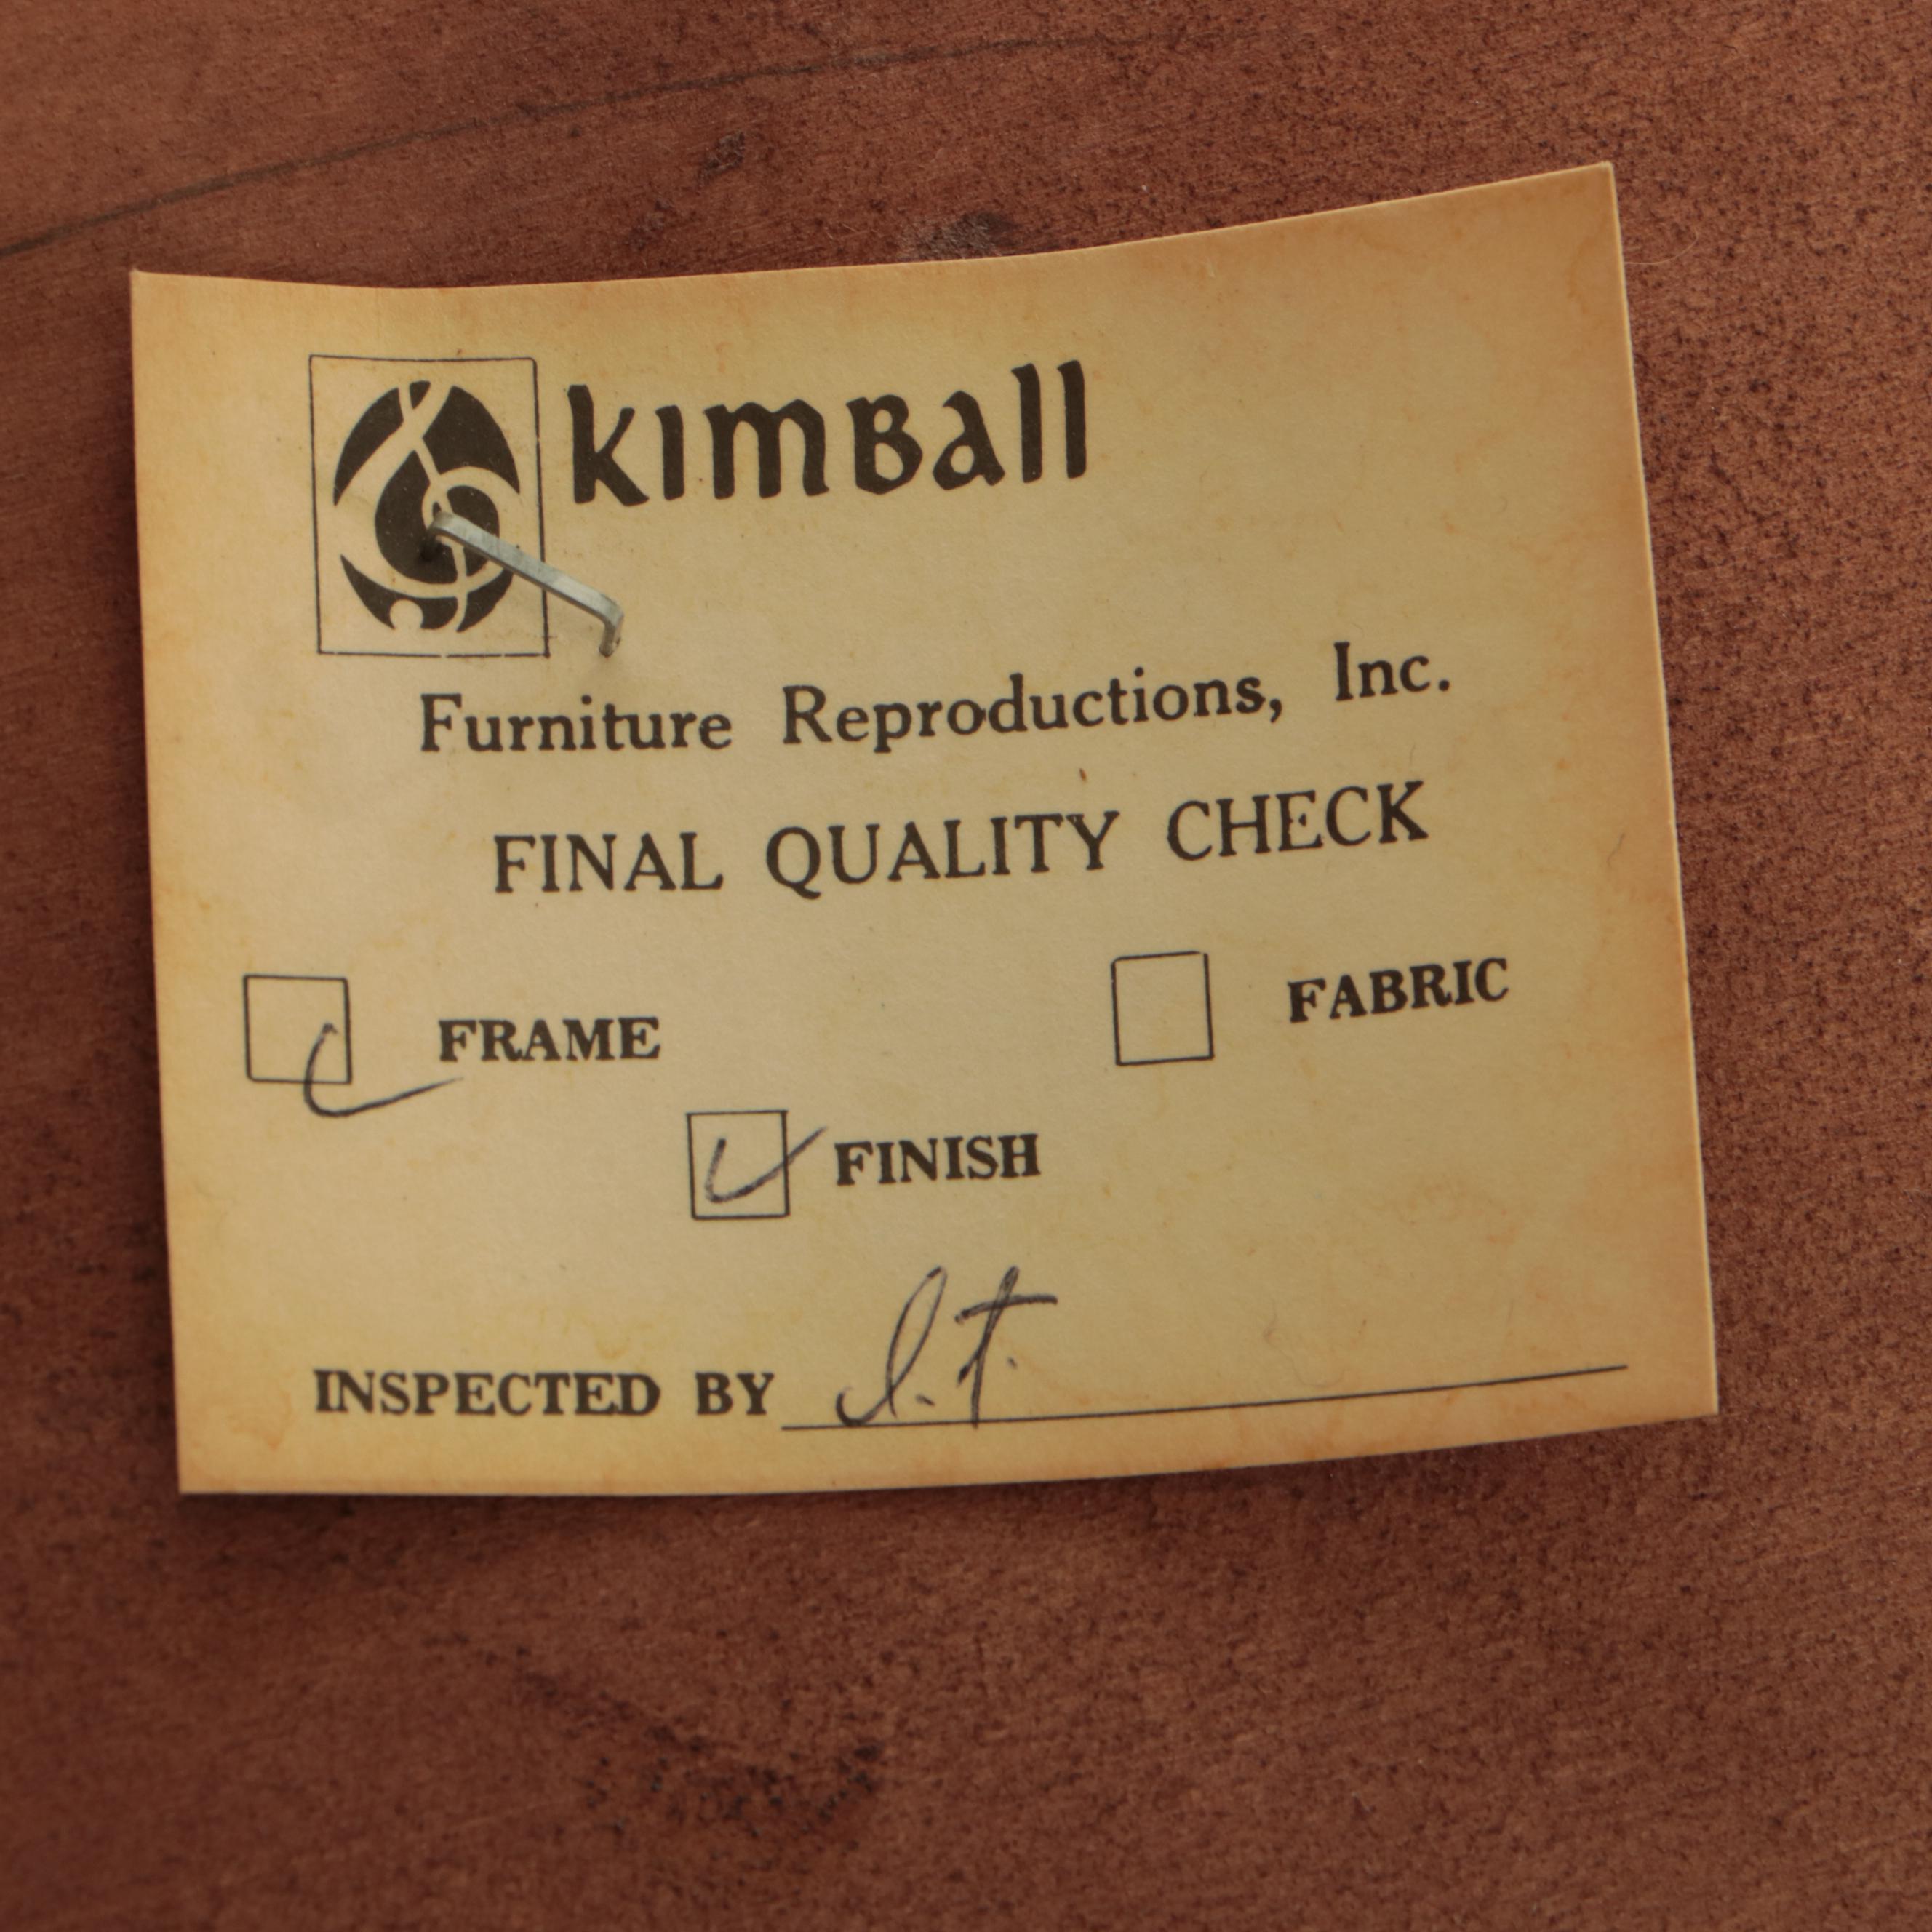 kimball
Furniture Reproductions, Inc.
FINAL QUALITY CHECK
FRAME FABRIC
FINISH
INSPECTED BY l.t.